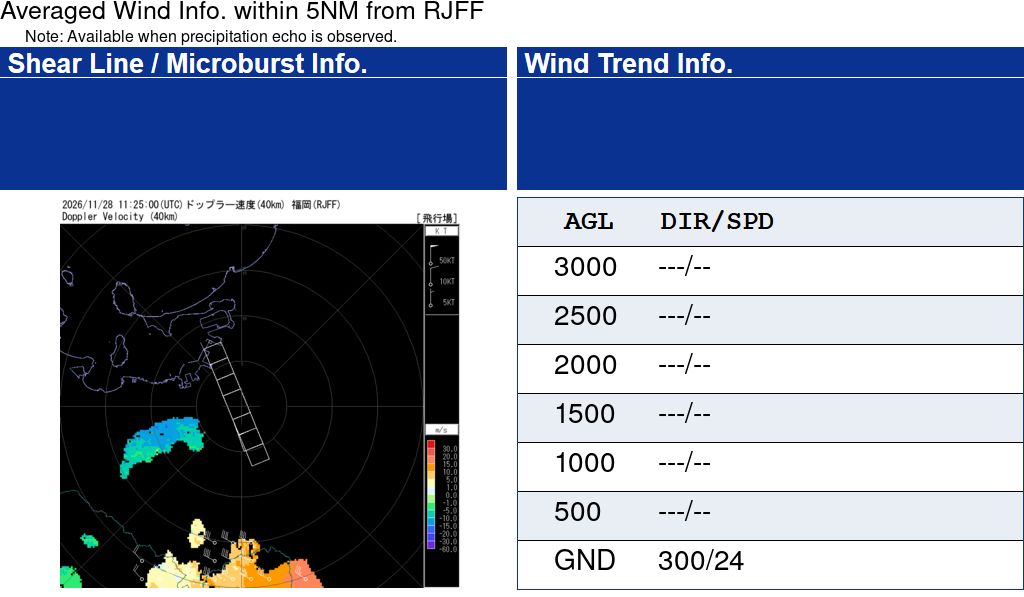 Averaged Wind Info. within 5NM from RJFF
Note: Available when precipitation echo is observed.
Shear Line / Microburst Info.
Wind Trend Info.
2026/11/28 11:25:00(UTC) ドップラー速度(40km) 福岡(RJFF)
Doppler Velocity (40km)
[飛行場]
KT
50KT
10KT
5KT
m/s
30.0
20.0
15.0
10.0
5.0
1.0
0.0
-1.0
-5.0
-10.0
-15.0
-20.0
-30.0
-60.0
AGL DIR/SPD
3000 ---/--
2500 ---/--
2000 ---/--
1500 ---/--
1000 ---/--
500 ---/--
GND 300/24